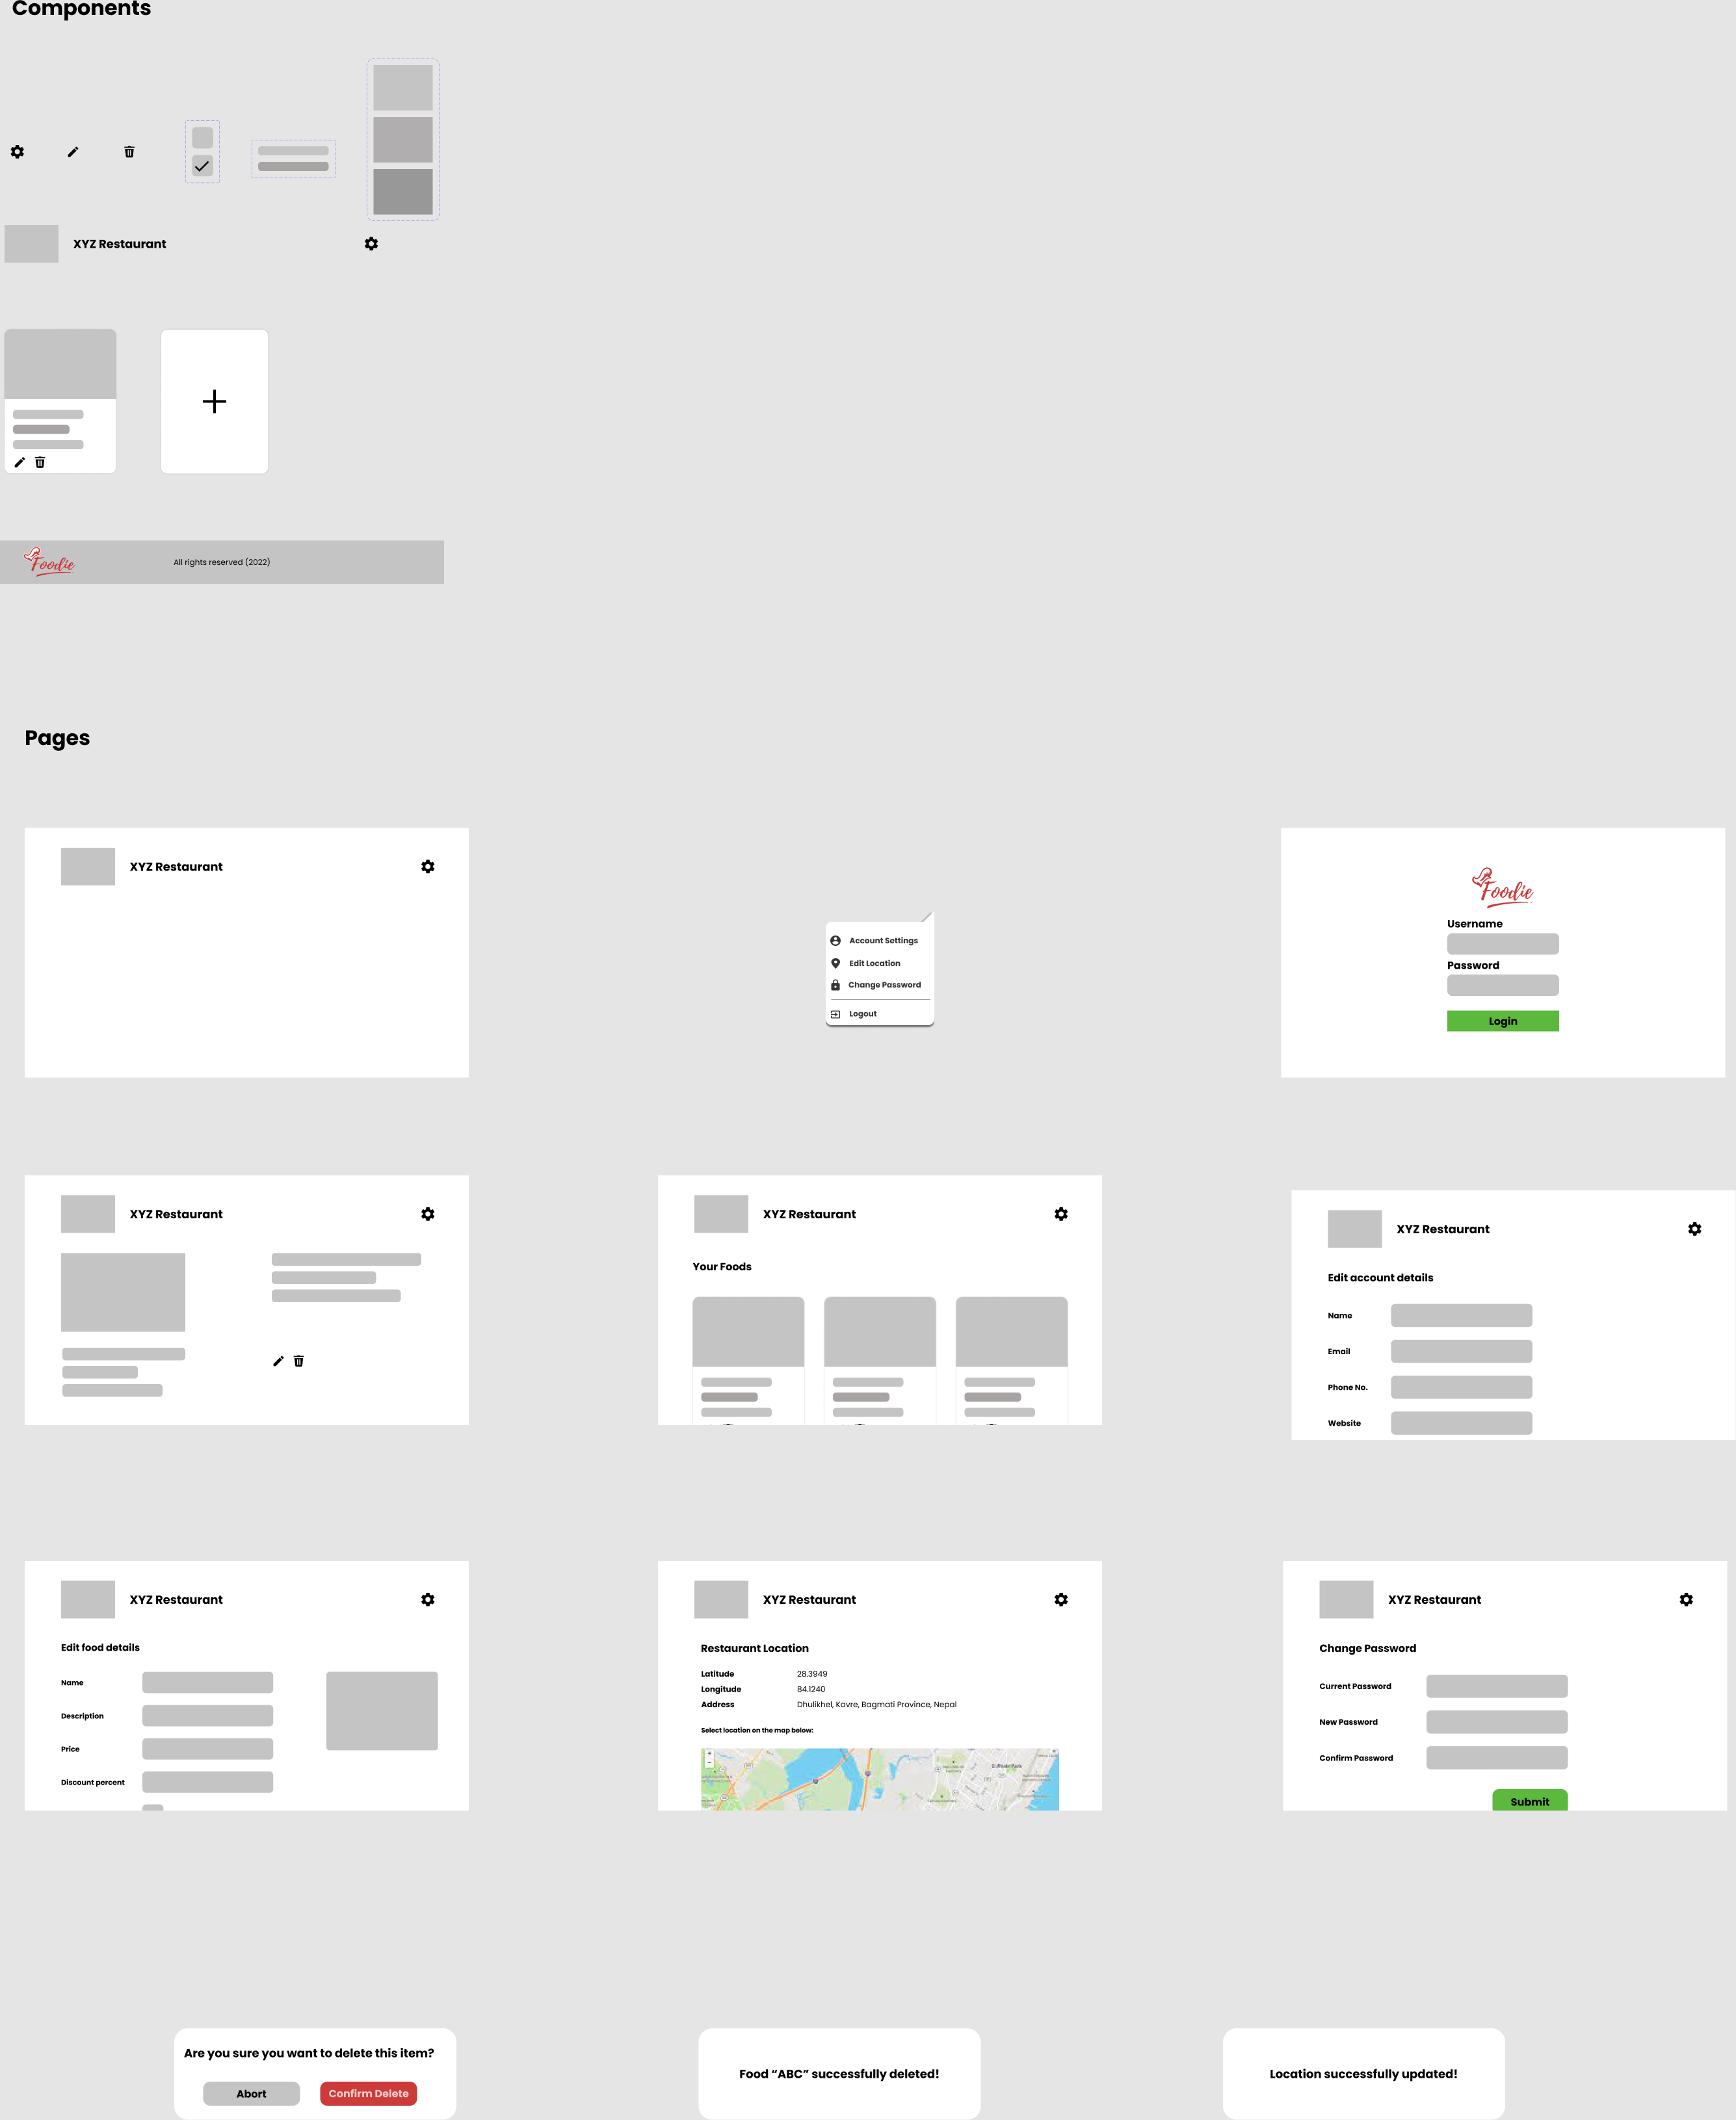 Components
XYZ Restaurant
Foodie
All rights reserved (2022)
Pages
XYZ Restaurant
Account Settings
Edit Location
Change Password
Logout
Foodie
Username
Password
Login
XYZ Restaurant
XYZ Restaurant
Your Foods
XYZ Restaurant
Edit account details
Name
Email
Phone No.
Website
XYZ Restaurant
Edit food details
Name
Description
Price
Discount percent
XYZ Restaurant
Restaurant Location
Latitude 28.3949
Longitude 84.1240
Address Dhulikhel, Kavre, Bagmati Province, Nepal
Select location on the map below:
XYZ Restaurant
Change Password
Current Password
New Password
Confirm Password
Submit
Are you sure you want to delete this item?
Abort Confirm Delete
Food “ABC” successfully deleted!
Location successfully updated!